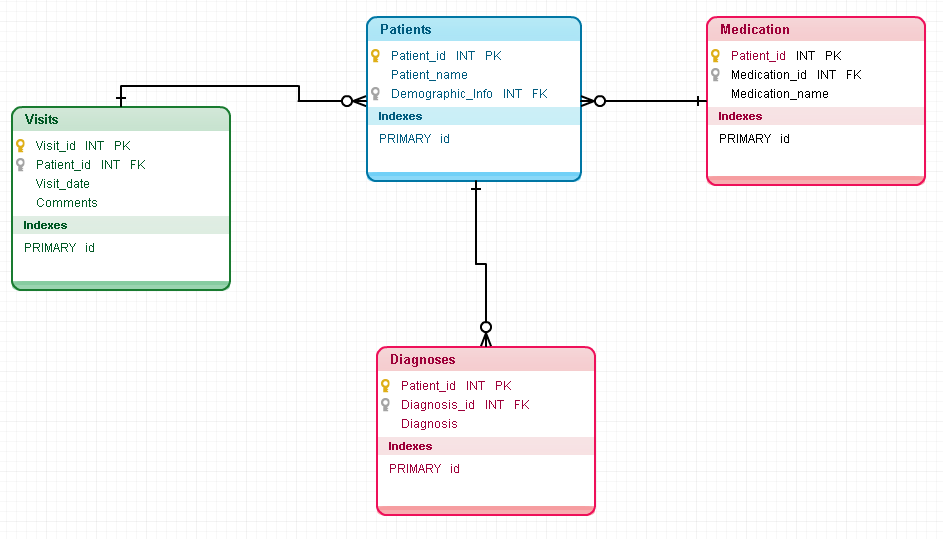 Patients
Patient_id INT PK
Patient_name
Demographic_Info INT FK
Indexes
PRIMARY id
Medication
Patient_id INT PK
Medication_id INT FK
Medication_name
Indexes
PRIMARY id
Visits
Visit_id INT PK
Patient_id INT FK
Visit_date
Comments
Indexes
PRIMARY id
Diagnoses
Patient_id INT PK
Diagnosis_id INT FK
Diagnosis
Indexes
PRIMARY id